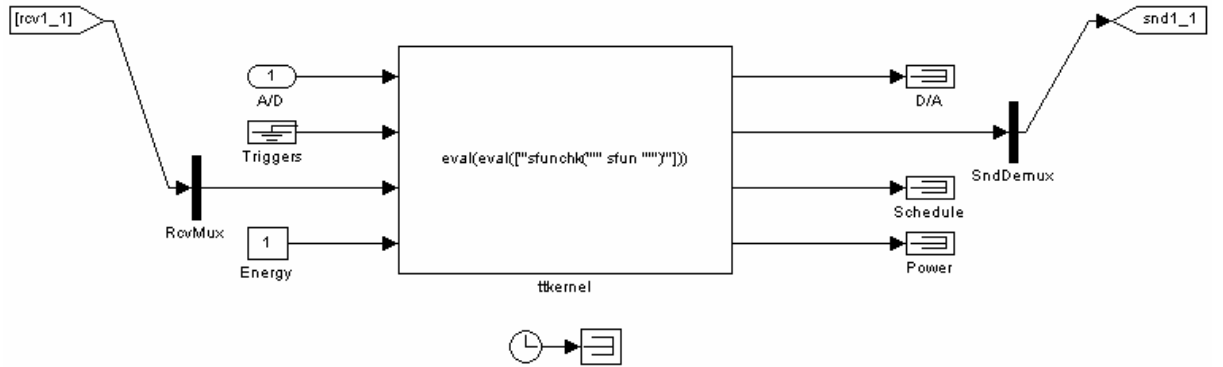 [rcv1_1]
snd1_1
1
A/D
D/A
Triggers
eval(eval(["'sfunchk('"'" sfun '"'")'"]))
SndDemux
RcvMux
Schedule
1
Energy
Power
ttkernel